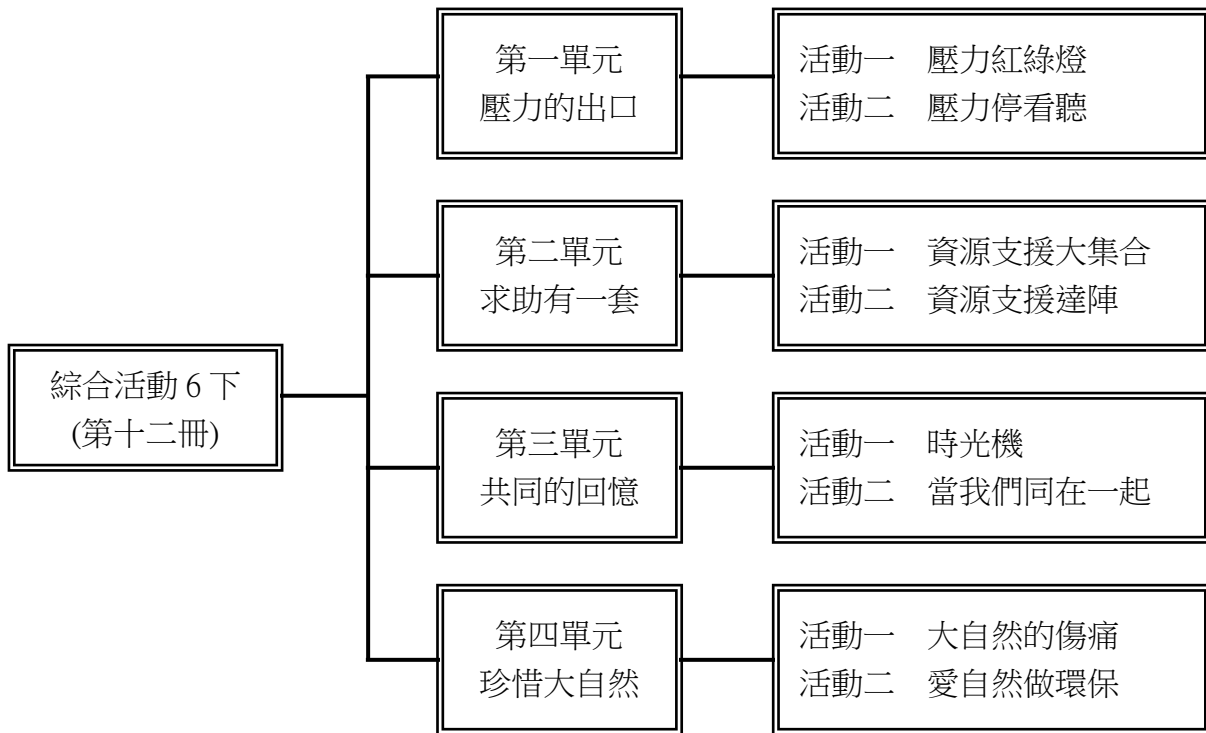 綜合活動 6 下
(第十二冊)
第一單元
壓力的出口
活動一　壓力紅綠燈
活動二　壓力停看聽
第二單元
求助有一套
活動一　資源支援大集合
活動二　資源支援達陣
第三單元
共同的回憶
活動一　時光機
活動二　當我們同在一起
第四單元
珍惜大自然
活動一　大自然的傷痛
活動二　愛自然做環保